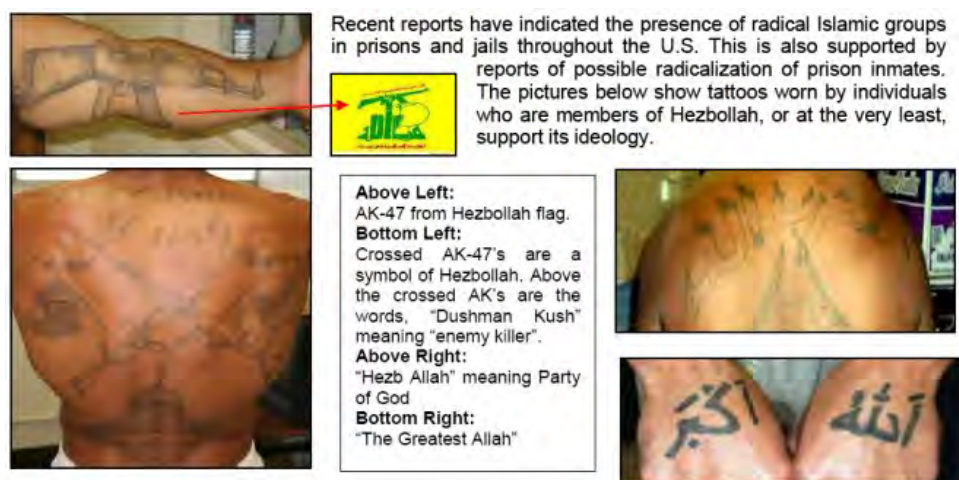 Recent reports have indicated the presence of radical Islamic groups
in prisons and jails throughout the U.S. This is also supported by
reports of possible radicalization of prison inmates.
The pictures below show tattoos worn by individuals
who are members of Hezbollah, or at the very least,
support its ideology.
Above Left:
AK-47 from Hezbollah flag.
Bottom Left:
Crossed AK-47's are a
symbol of Hezbollah. Above
the crossed AK's are the
words, "Dushman Kush"
meaning "enemy killer".
Above Right:
"Hezb Allah" meaning Party
of God
Bottom Right:
"The Greatest Allah"
اَللهُ اَكْبَر